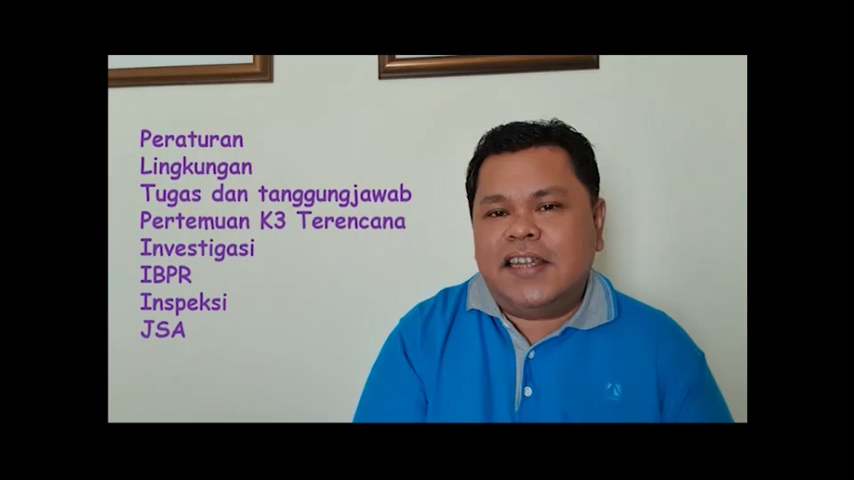 Peraturan
Lingkungan
Tugas dan tanggungjawab
Pertemuan K3 Terencana
Investigasi
IBPR
Inspeksi
JSA